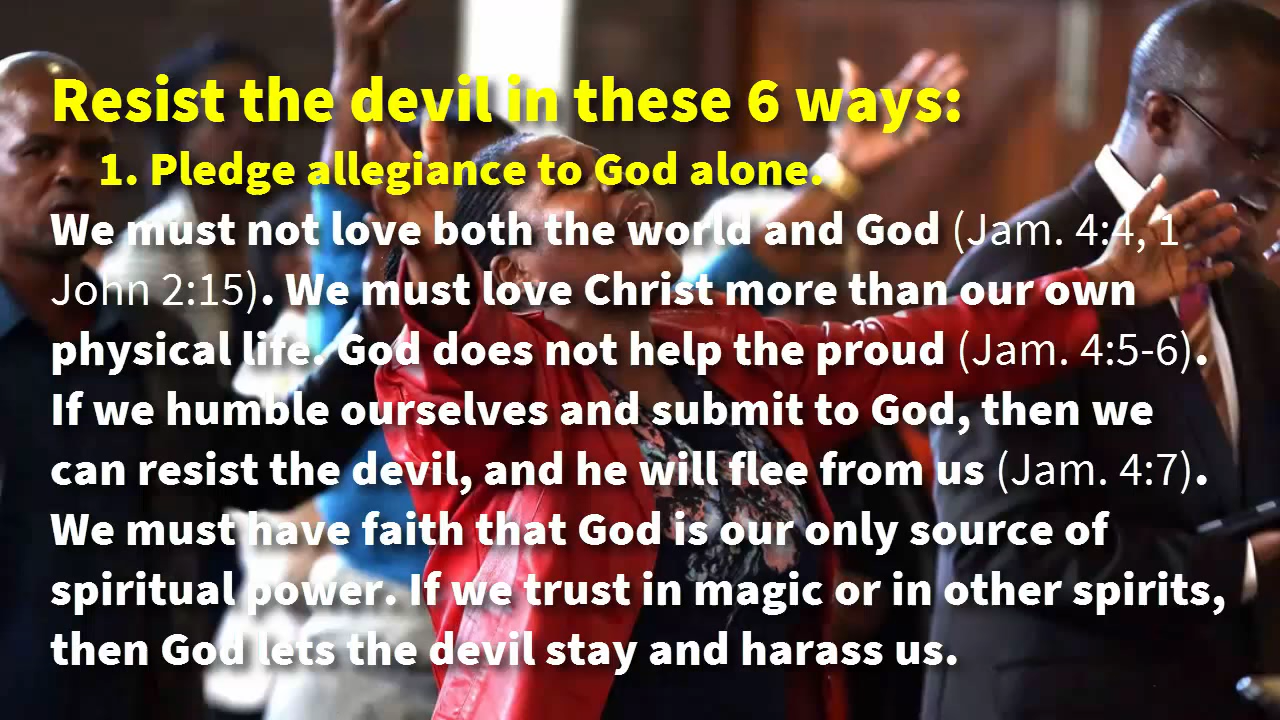 Resist the devil in these 6 ways:
1. Pledge allegiance to God alone.
We must not love both the world and God (Jam. 4:4, 1
John 2:15). We must love Christ more than our own
physical life. God does not help the proud (Jam. 4:5-6).
If we humble ourselves and submit to God, then we
can resist the devil, and he will flee from us (Jam. 4:7).
We must have faith that God is our only source of
spiritual power. If we trust in magic or in other spirits,
then God lets the devil stay and harass us.